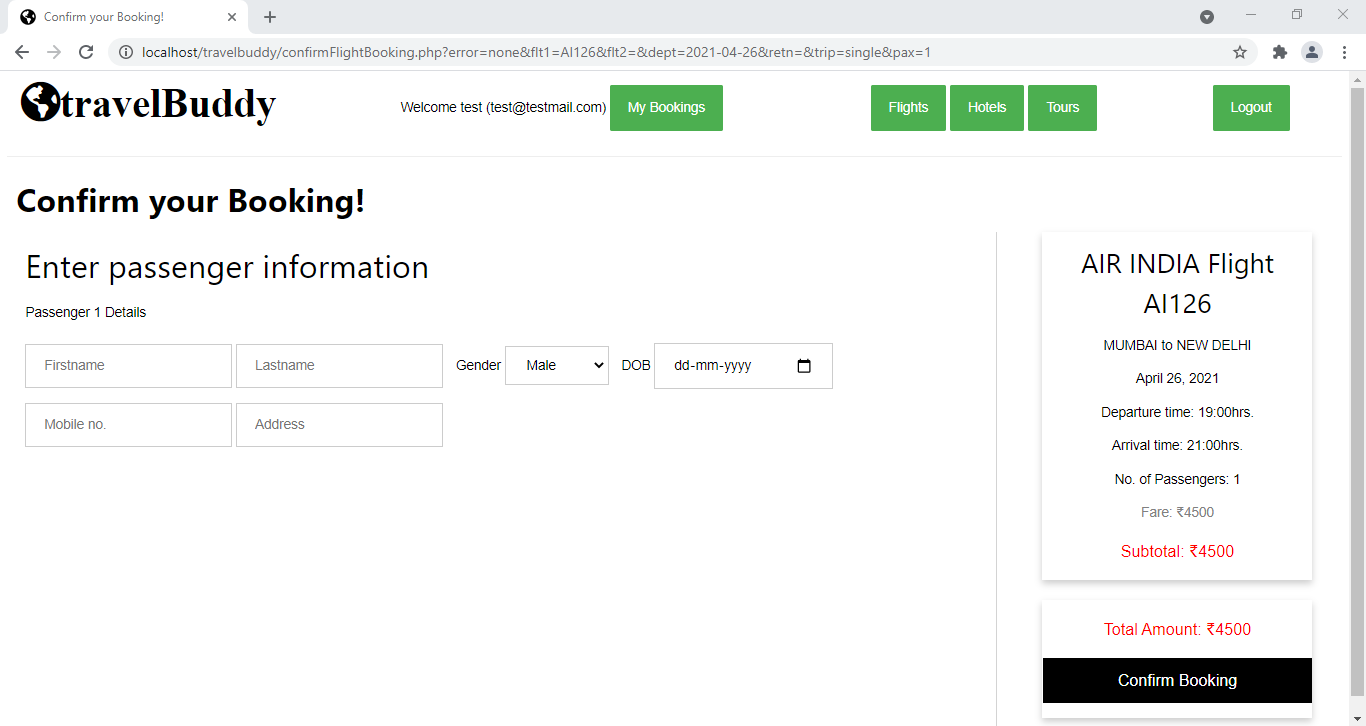 Confirm your Booking!
localhost/travelbuddy/confirmFlightBooking.php?error=none&flt1=AI126&flt2=&dept=2021-04-26&retn=&trip=single&pax=1
travelBuddy
Welcome test (test@testmail.com)
My Bookings
Flights
Hotels
Tours
Logout
Confirm your Booking!
Enter passenger information
Passenger 1 Details
Firstname
Lastname
Gender
Male
DOB
dd-mm-yyyy
Mobile no.
Address
AIR INDIA Flight
AI126
MUMBAI to NEW DELHI
April 26, 2021
Departure time: 19:00hrs.
Arrival time: 21:00hrs.
No. of Passengers: 1
Fare: ₹4500
Subtotal: ₹4500
Total Amount: ₹4500
Confirm Booking